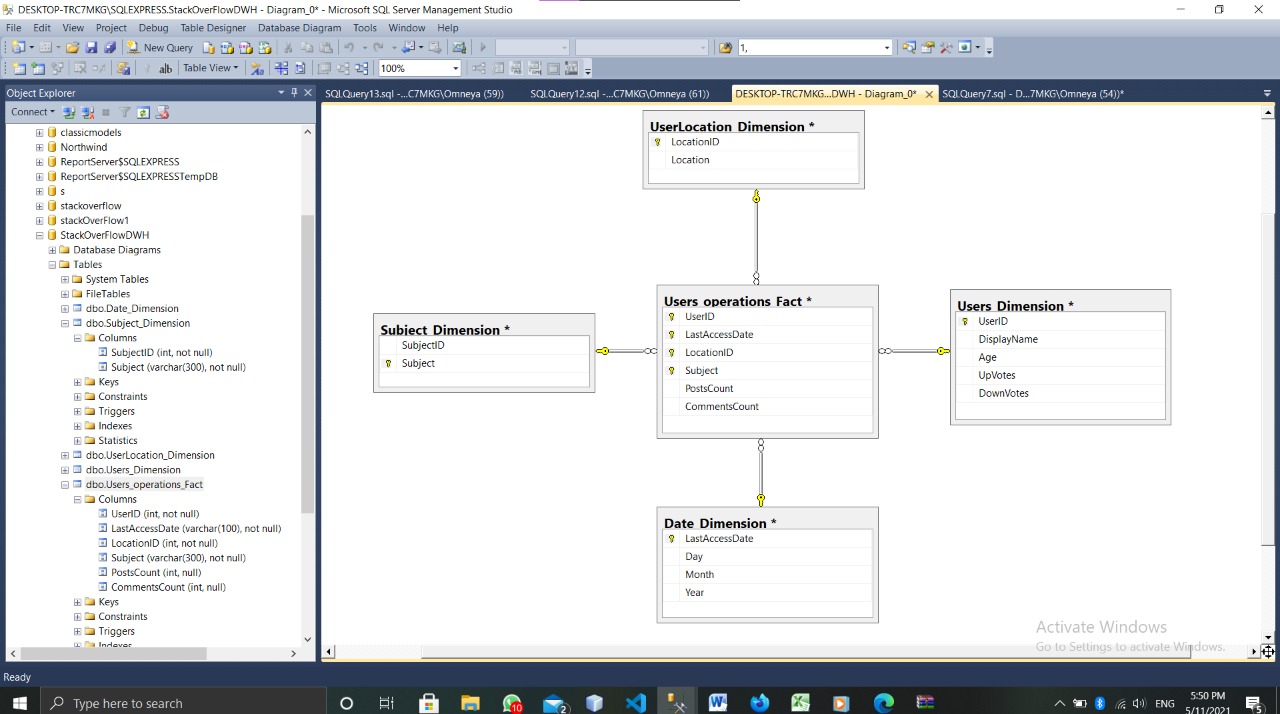 DESKTOP-TRC7MKG\SQLEXPRESS.StackOverFlowDWH - Diagram_0* - Microsoft SQL Server Management Studio
File Edit View Project Debug Table Designer Database Diagram Tools Window Help
New Query 1,
ab| Table View 100%
Object Explorer
SQLQuery13.sql -...C7MKG\Omneya (59)) SQLQuery12.sql -...C7MKG\Omneya (61)) DESKTOP-TRC7MKG...DWH - Diagram_0* SQLQuery7.sql - D...7MKG\Omneya (54))*
Connect
classicmodels
Northwind
ReportServer$SQLEXPRESS
ReportServer$SQLEXPRESSTempDB
s
stackoverflow
stackOverFlow1
StackOverFlowDWH
Database Diagrams
Tables
System Tables
FileTables
dbo.Date_Dimension
dbo.Subject_Dimension
Columns
SubjectID (int, not null)
Subject (varchar(300), not null)
Keys
Constraints
Triggers
Indexes
Statistics
dbo.UserLocation_Dimension
dbo.Users_Dimension
dbo.Users_operations_Fact
Columns
UserID (int, not null)
LastAccessDate (varchar(100), not null)
LocationID (int, not null)
Subject (varchar(300), not null)
PostsCount (int, null)
CommentsCount (int, null)
Keys
Constraints
Triggers
Indexes
UserLocation_Dimension *
LocationID
Location
Subject_Dimension *
SubjectID
Subject
Users_operations_Fact *
UserID
LastAccessDate
LocationID
Subject
PostsCount
CommentsCount
Users_Dimension *
UserID
DisplayName
Age
UpVotes
DownVotes
Date_Dimension *
LastAccessDate
Day
Month
Year
Activate Windows
Go to Settings to activate Windows.
Ready
Type here to search
10
2
ENG
5:50 PM
5/11/2021
5